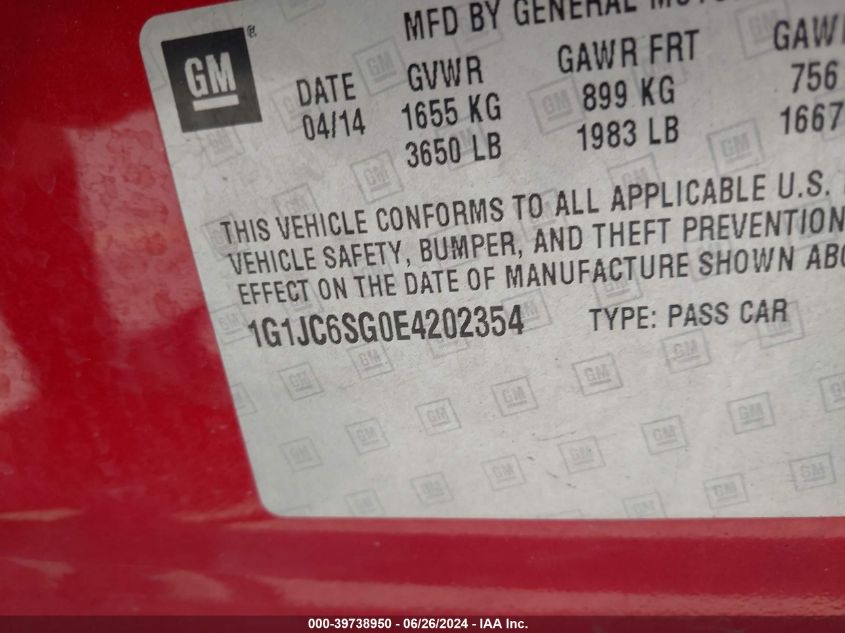 GM®
MFD BY GENERAL
DATE GVWR GAWR FRT
04/14 1655 KG 899 KG 756
3650 LB 1983 LB 1667
THIS VEHICLE CONFORMS TO ALL APPLICABLE U.S.
VEHICLE SAFETY, BUMPER, AND THEFT PREVENTION
EFFECT ON THE DATE OF MANUFACTURE SHOWN
1G1JC6SG0E4202354 TYPE: PASS CAR
000-39738950 - 06/26/2024 - IAA Inc.